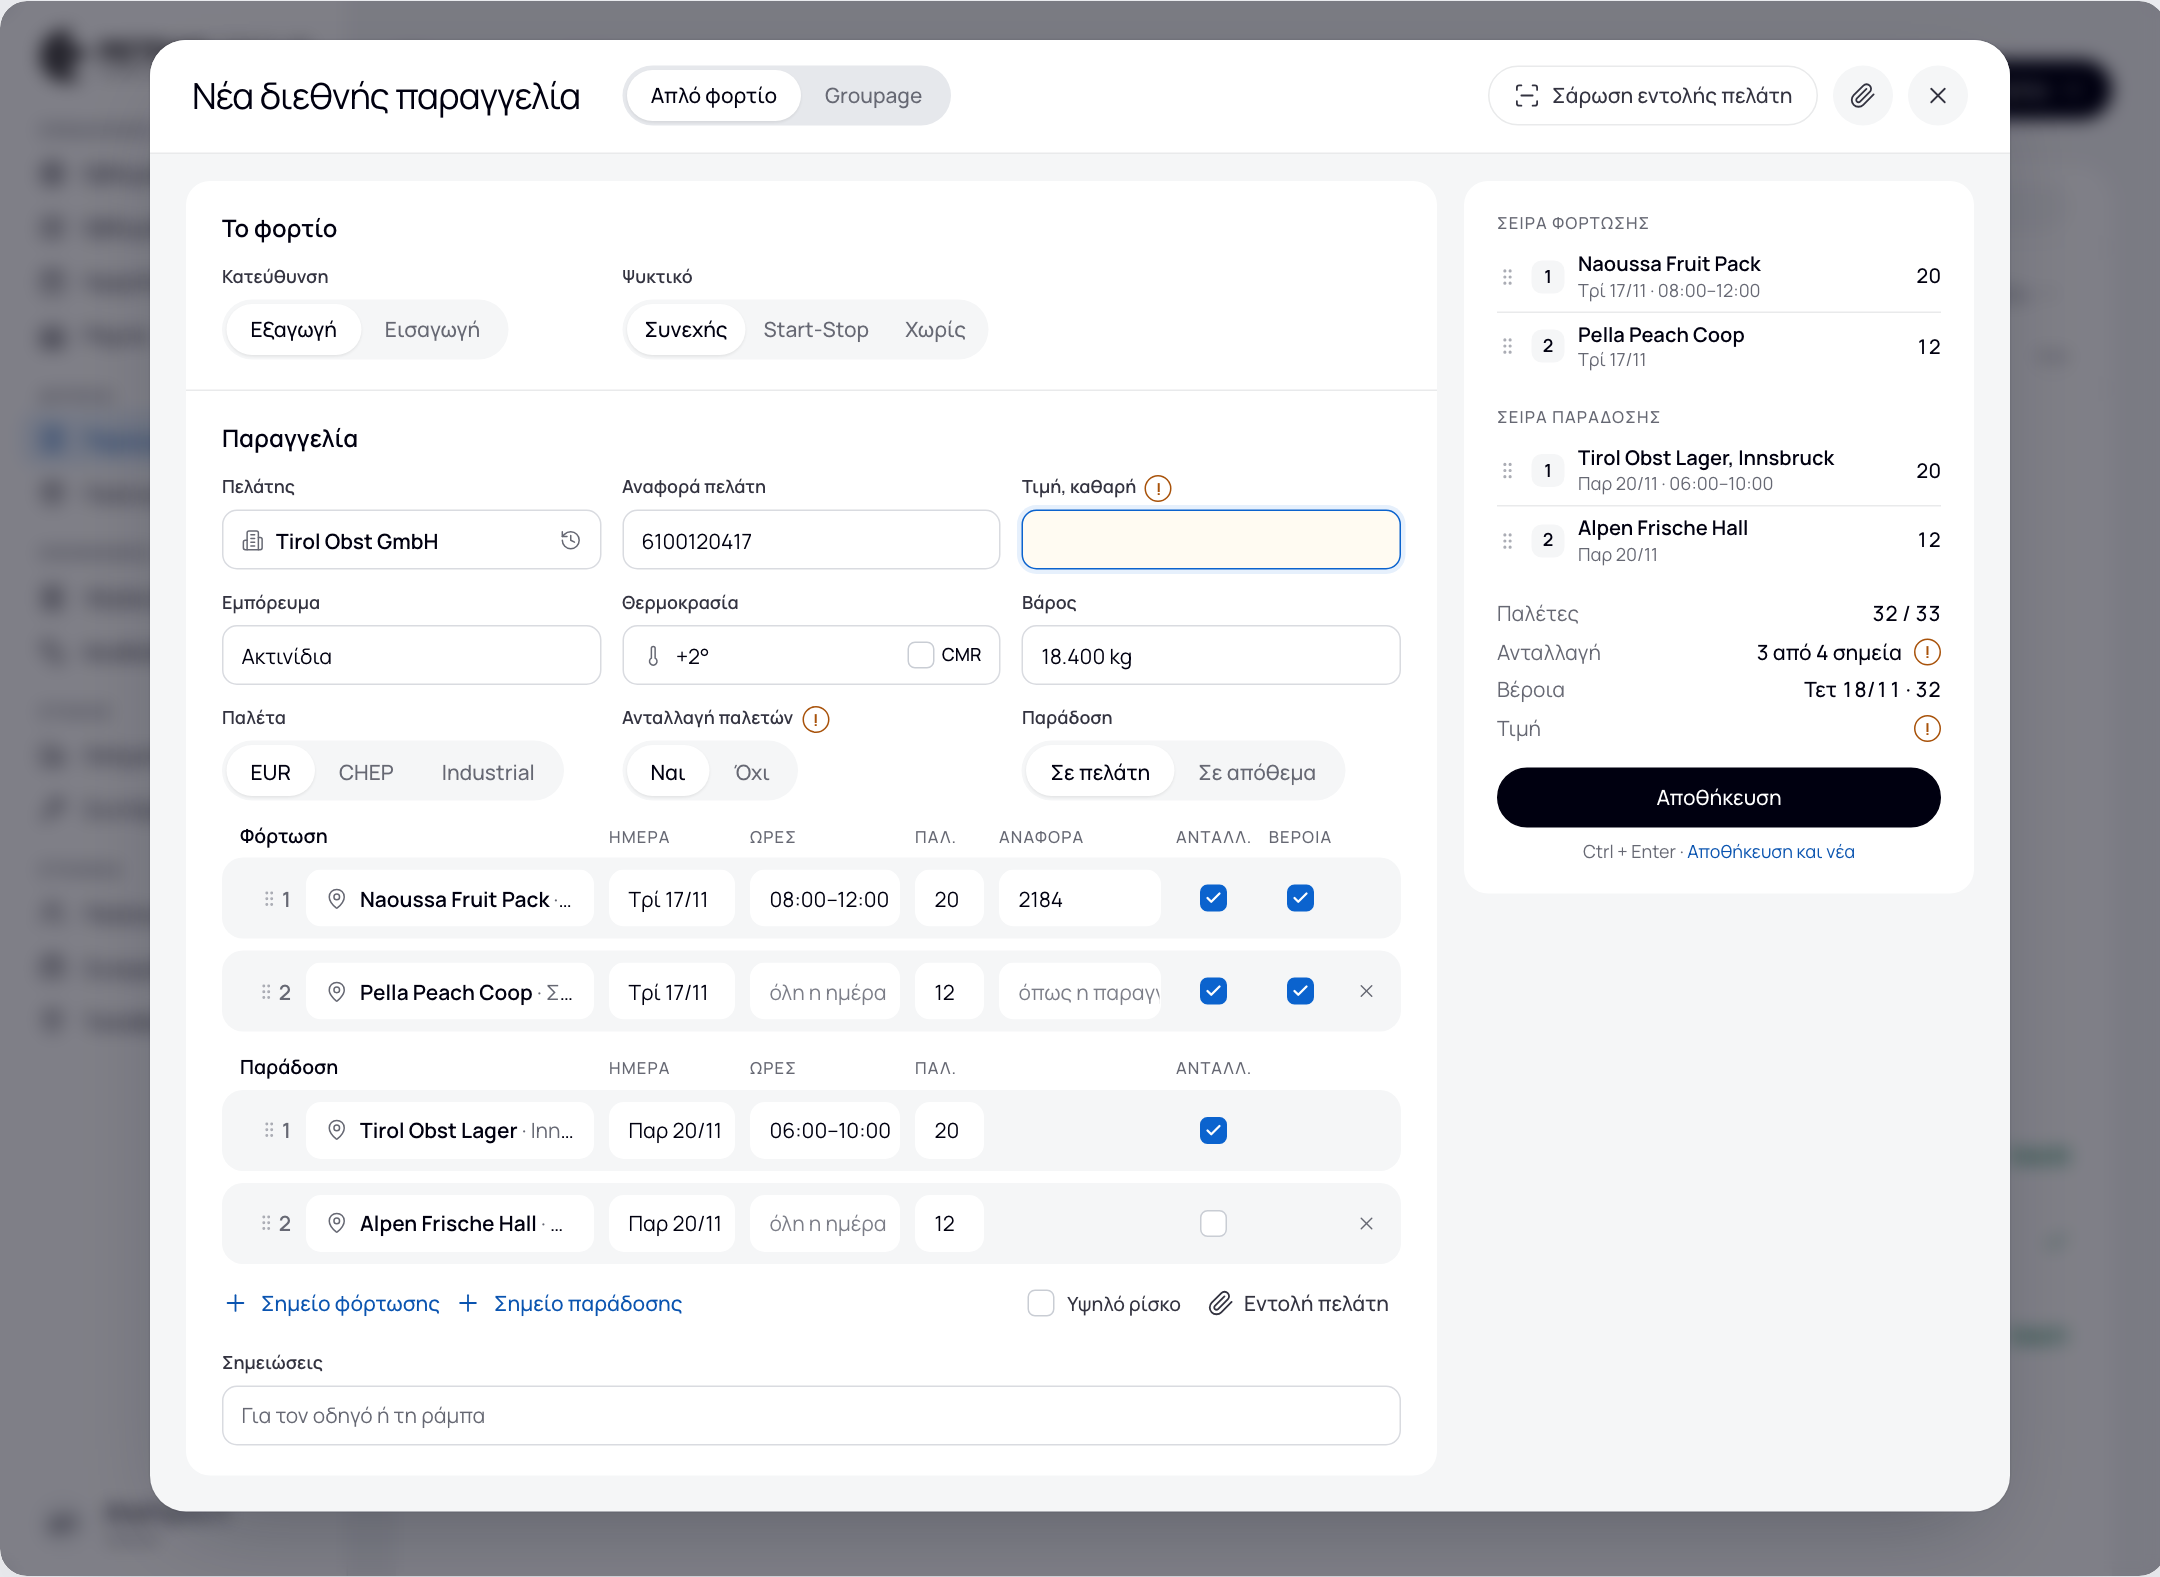 Νέα διεθνής παραγγελία
Απλό φορτίο Groupage
Σάρωση εντολής πελάτη
Το φορτίο
Κατεύθυνση Ψυκτικό
Εξαγωγή Εισαγωγή Συνεχής Start-Stop Χωρίς
Παραγγελία
Πελάτης Αναφορά πελάτη Τιμή, καθαρή
Tirol Obst GmbH 6100120417
Εμπόρευμα Θερμοκρασία Βάρος
Ακτινίδια +2° CMR 18.400 kg
Παλέτα Ανταλλαγή παλετών Παράδοση
EUR CHEP Industrial Ναι Όχι Σε πελάτη Σε απόθεμα
Φόρτωση ΗΜΕΡΑ ΩΡΕΣ ΠΑΛ. ΑΝΑΦΟΡΑ ΑΝΤΑΛΛ. ΒΕΡΟΙΑ
1 Naoussa Fruit Pack ·... Τρί 17/11 08:00–12:00 20 2184
2 Pella Peach Coop · Σ... Τρί 17/11 όλη η ημέρα 12 όπως η παραγγ
Παράδοση ΗΜΕΡΑ ΩΡΕΣ ΠΑΛ. ΑΝΤΑΛΛ.
1 Tirol Obst Lager · Inn... Παρ 20/11 06:00–10:00 20
2 Alpen Frische Hall · ... Παρ 20/11 όλη η ημέρα 12
Σημείο φόρτωσης Σημείο παράδοσης Υψηλό ρίσκο Εντολή πελάτη
Σημειώσεις
Για τον οδηγό ή τη ράμπα
ΣΕΙΡΑ ΦΟΡΤΩΣΗΣ
1 Naoussa Fruit Pack 20
Τρί 17/11 · 08:00–12:00
2 Pella Peach Coop 12
Τρί 17/11
ΣΕΙΡΑ ΠΑΡΑΔΟΣΗΣ
1 Tirol Obst Lager, Innsbruck 20
Παρ 20/11 · 06:00–10:00
2 Alpen Frische Hall 12
Παρ 20/11
Παλέτες 32 / 33
Ανταλλαγή 3 από 4 σημεία
Βέροια Τετ 18/11 · 32
Τιμή
Αποθήκευση
Ctrl + Enter · Αποθήκευση και νέα